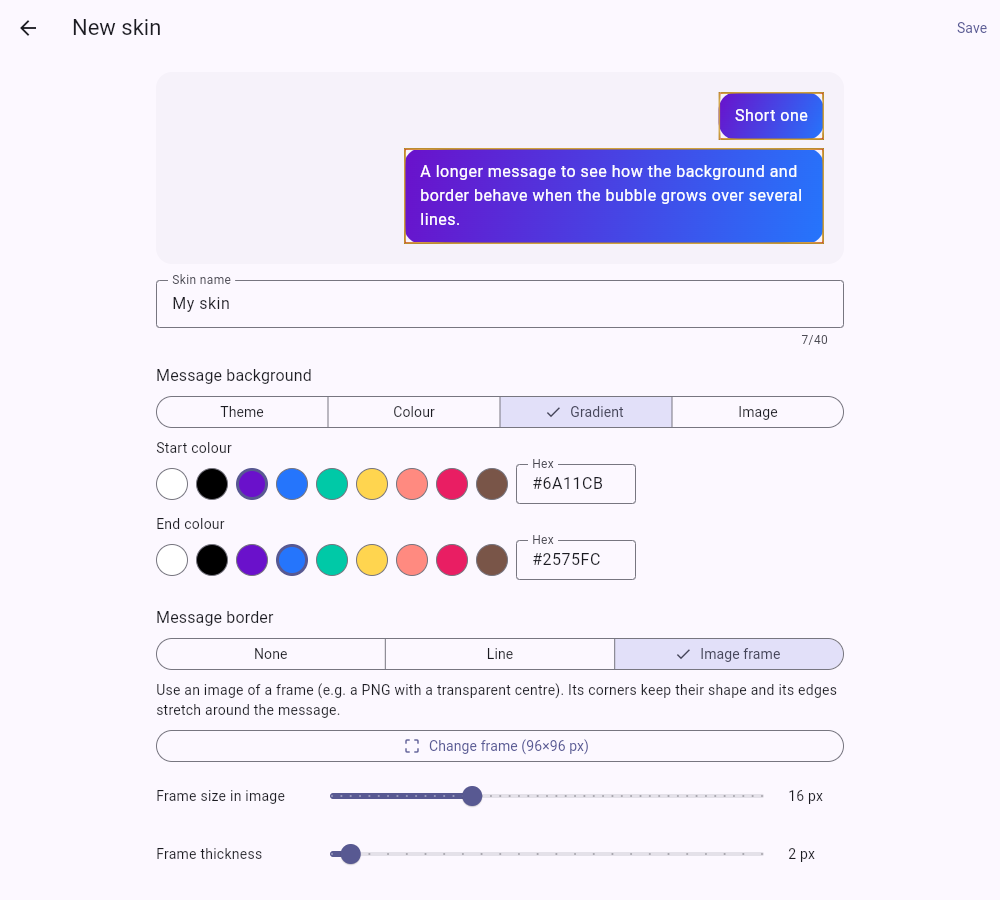 New skin
Save
Short one
A longer message to see how the background and
border behave when the bubble grows over several
lines.
Skin name
My skin
7/40
Message background
Theme
Colour
Gradient
Image
Start colour
Hex
#6A11CB
End colour
Hex
#2575FC
Message border
None
Line
Image frame
Use an image of a frame (e.g. a PNG with a transparent centre). Its corners keep their shape and its edges
stretch around the message.
Change frame (96×96 px)
Frame size in image
16 px
Frame thickness
2 px